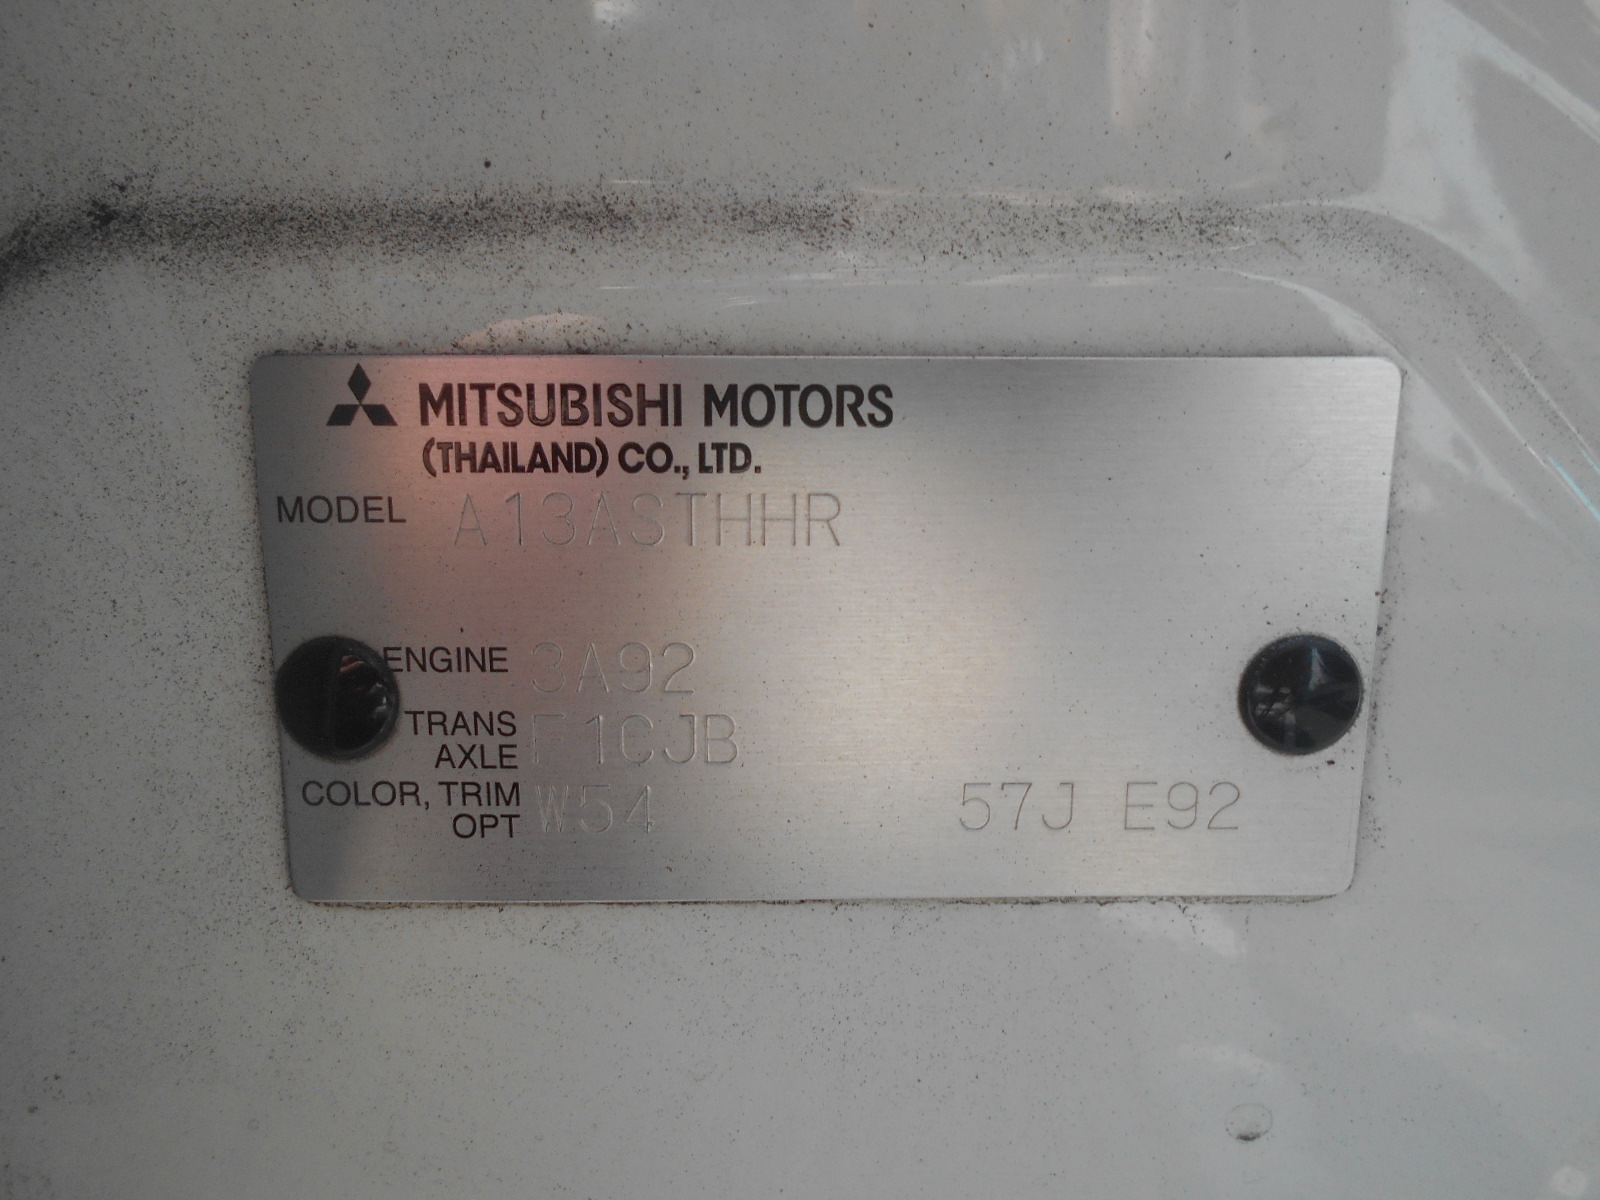 MITSUBISHI MOTORS
(THAILAND) CO., LTD.
MODEL A13ASTHHR
ENGINE 3A92
TRANS
AXLE F1CJB
COLOR, TRIM
OPT W54 57J E92